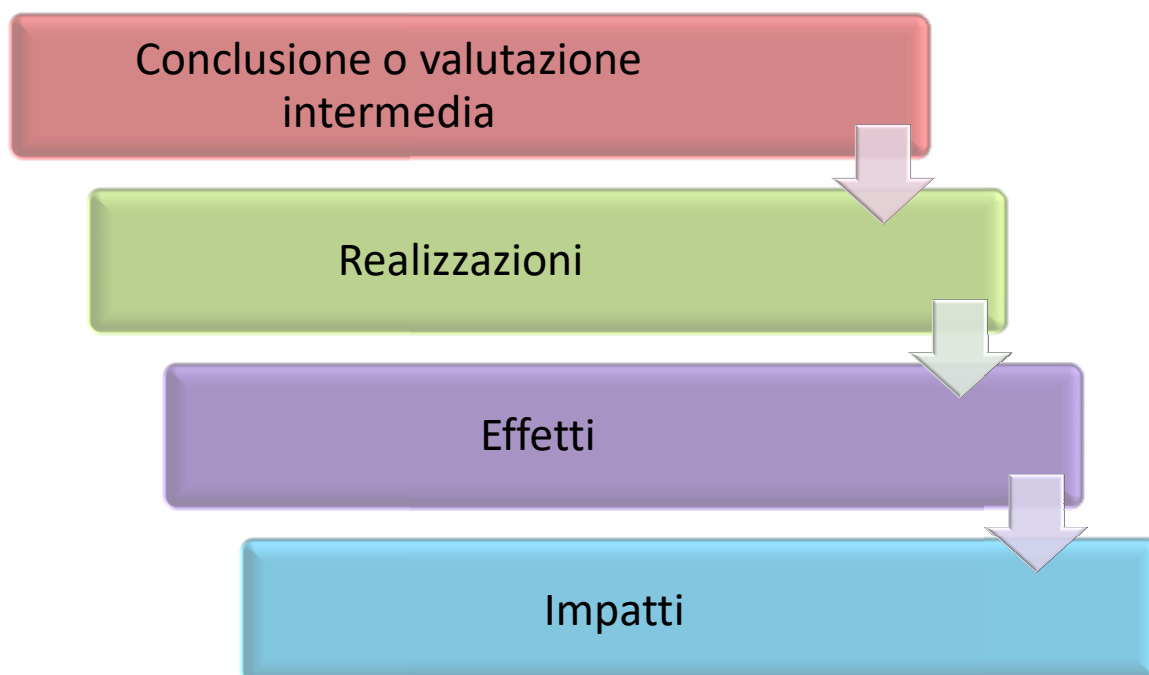 Conclusione o valutazione
intermedia
Realizzazioni
Effetti
Impatti